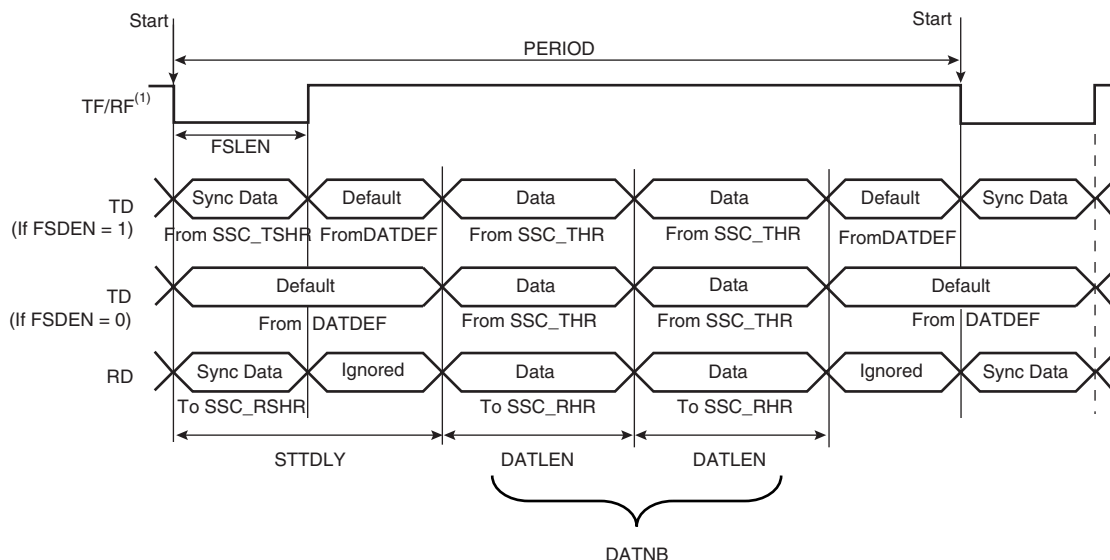 Start Start
PERIOD
TF/RF(1)
FSLEN
Sync Data Default Data Data Default Sync Data
TD
(If FSDEN = 1)
From SSC_TSHR FromDATDEF From SSC_THR From SSC_THR FromDATDEF
Default Data Data Default
TD
(If FSDEN = 0)
From DATDEF From SSC_THR From SSC_THR From DATDEF
RD
Sync Data Ignored Data Data Ignored Sync Data
To SSC_RSHR To SSC_RHR To SSC_RHR
STTDLY DATLEN DATLEN
DATNB